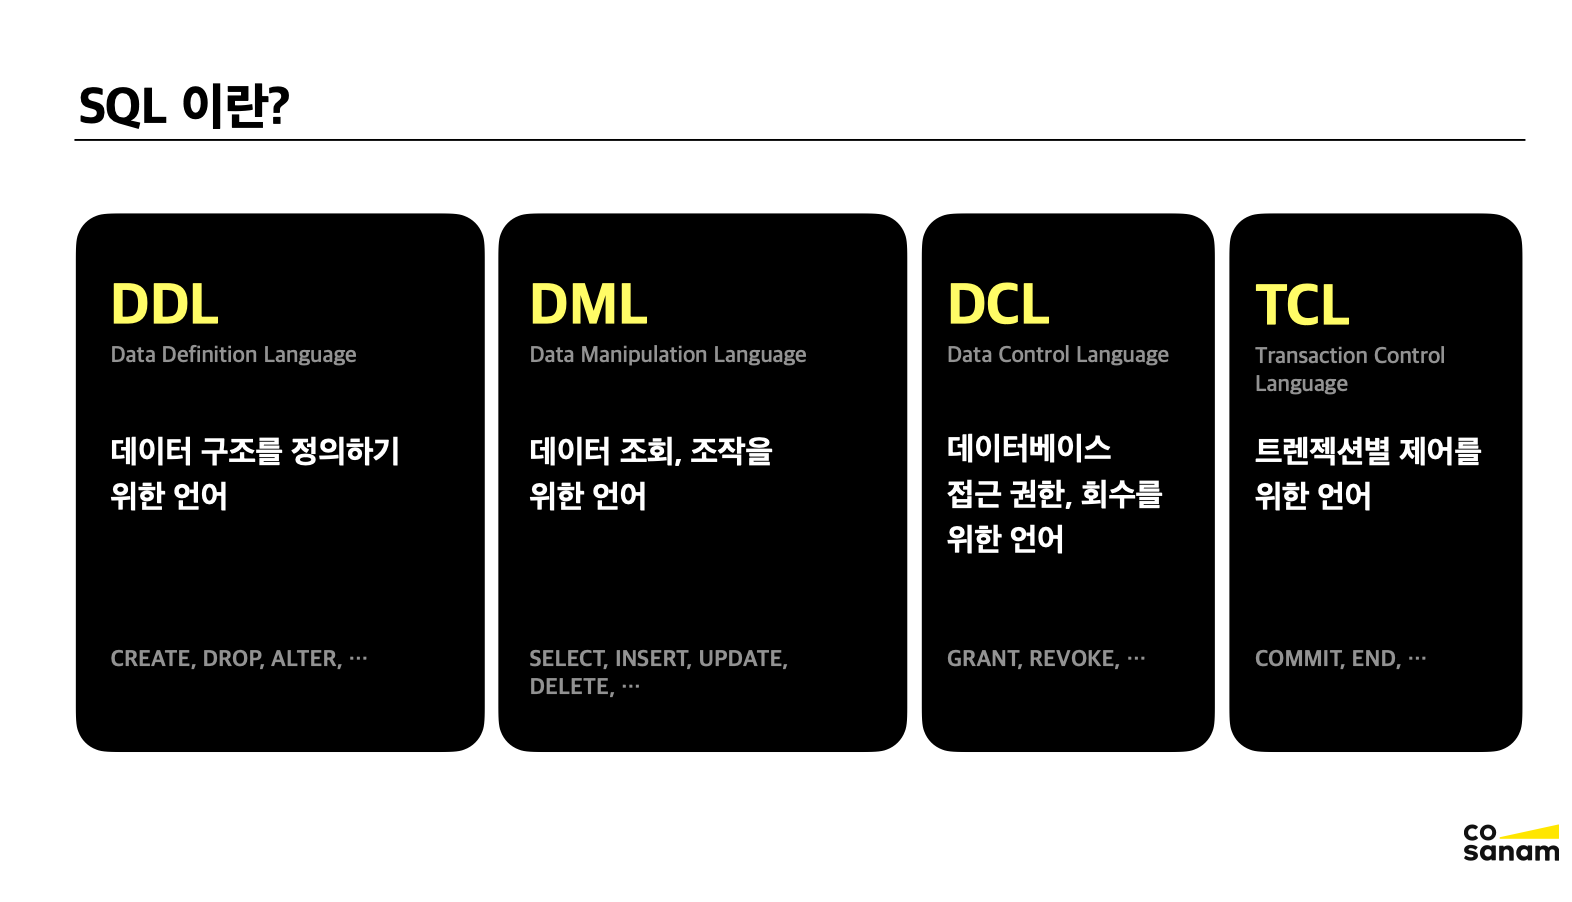 SQL 이란?
DDL
Data Definition Language
데이터 구조를 정의하기
위한 언어
CREATE, DROP, ALTER, ⋯
DML
Data Manipulation Language
데이터 조회, 조작을
위한 언어
SELECT, INSERT, UPDATE,
DELETE, ⋯
DCL
Data Control Language
데이터베이스
접근 권한, 회수를
위한 언어
GRANT, REVOKE, ⋯
TCL
Transaction Control
Language
트렌젝션별 제어를
위한 언어
COMMIT, END, ⋯
co
sanam